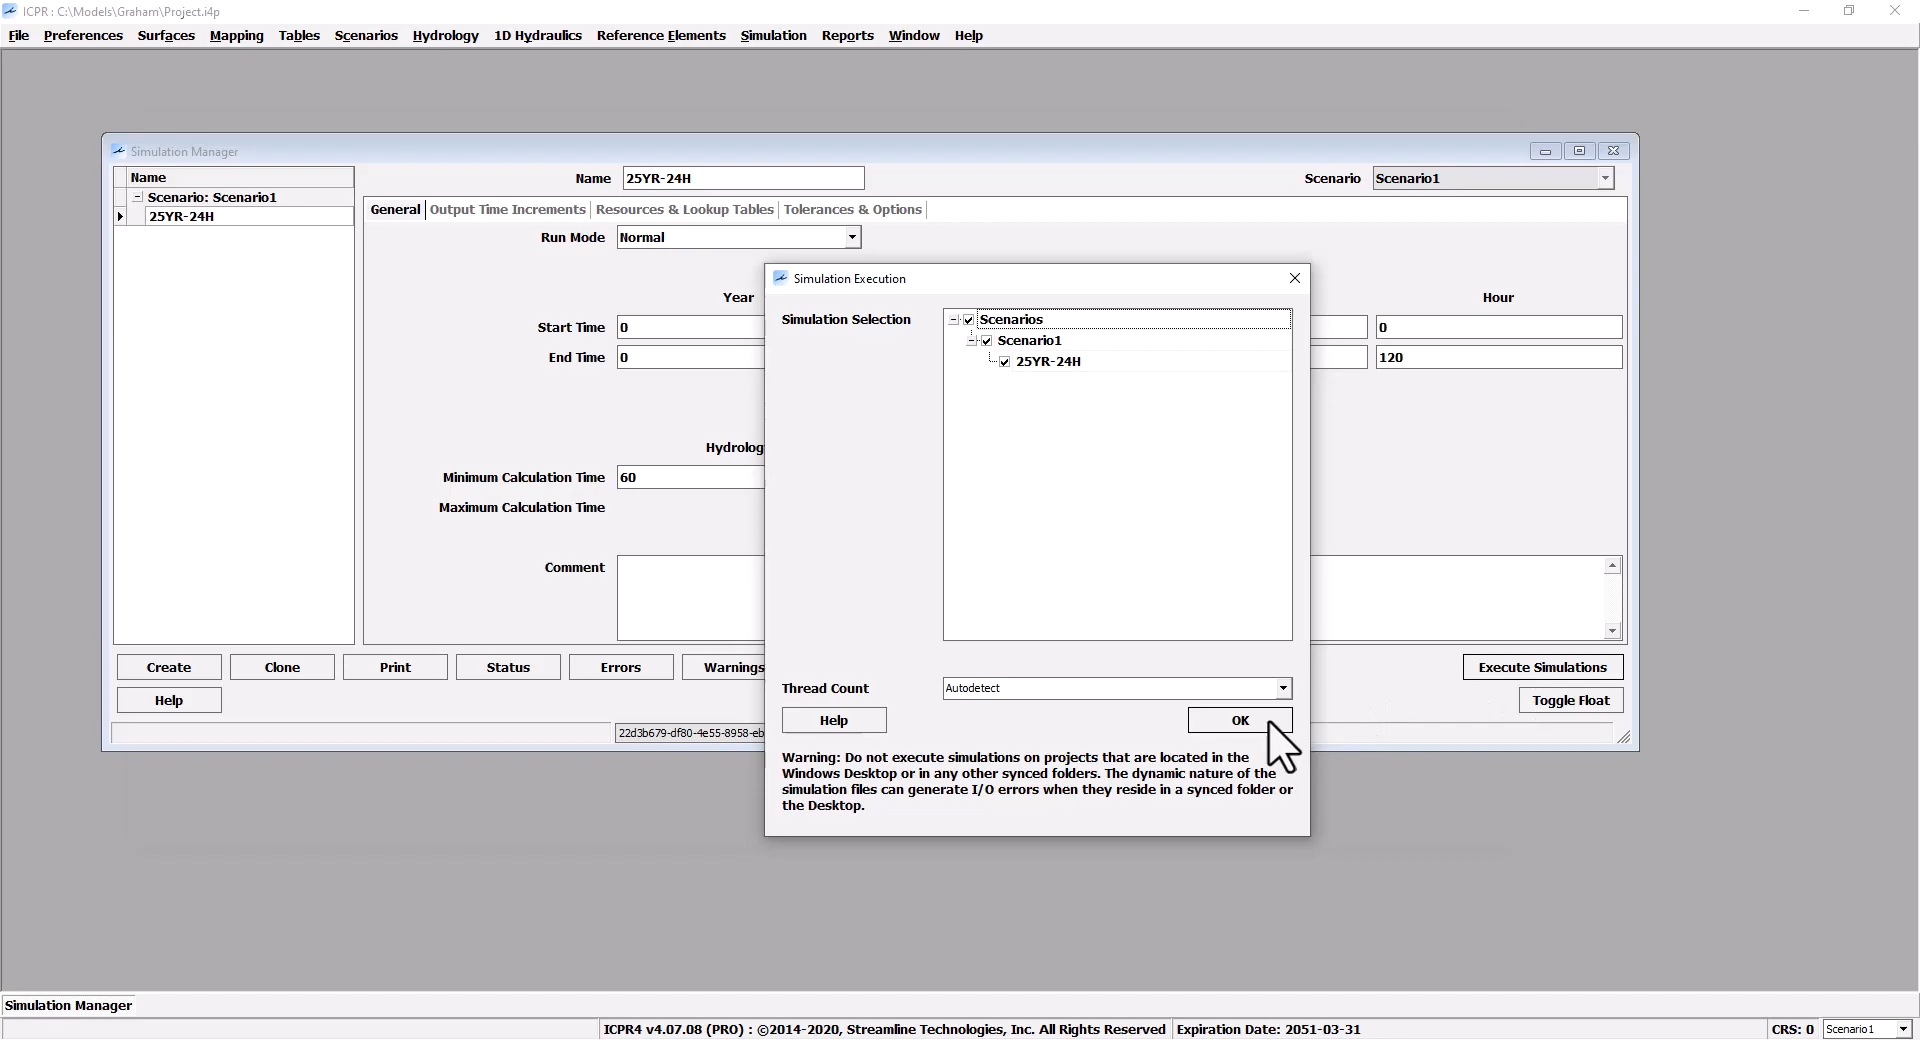 ICPR : C:\Models\Graham\Project.i4p
File Preferences Surfaces Mapping Tables Scenarios Hydrology 1D Hydraulics Reference Elements Simulation Reports Window Help
Simulation Manager
Name
Scenario: Scenario1
25YR-24H
Name 25YR-24H Scenario Scenario1
General Output Time Increments Resources & Lookup Tables Tolerances & Options
Run Mode Normal
Year Hour
Start Time 0 0
End Time 0 120
Minimum Calculation Time 60
Maximum Calculation Time
Comment
Simulation Execution
Simulation Selection
Scenarios
Scenario1
25YR-24H
Thread Count Autodetect
Help OK
Warning: Do not execute simulations on projects that are located in the
Windows Desktop or in any other synced folders. The dynamic nature of the
simulation files can generate I/O errors when they reside in a synced folder or
the Desktop.
Create Clone Print Status Errors Warnings Execute Simulations
Help Toggle Float
22d3b679-df80-4e55-8958-eb
Simulation Manager
ICPR4 v4.07.08 (PRO) : ©2014-2020, Streamline Technologies, Inc. All Rights Reserved Expiration Date: 2051-03-31 CRS: 0 Scenario1